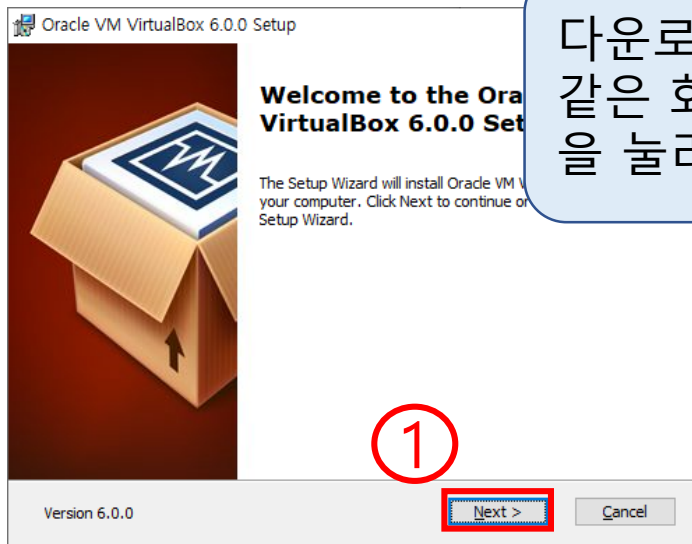 Oracle VM VirtualBox 6.0.0 Setup
다운로
같은
을 눌러
Welcome to the Ora
VirtualBox 6.0.0 Set
The Setup Wizard will install Oracle VM
your computer. Click Next to continue or
Setup Wizard.
1
Version 6.0.0
Next >
Cancel